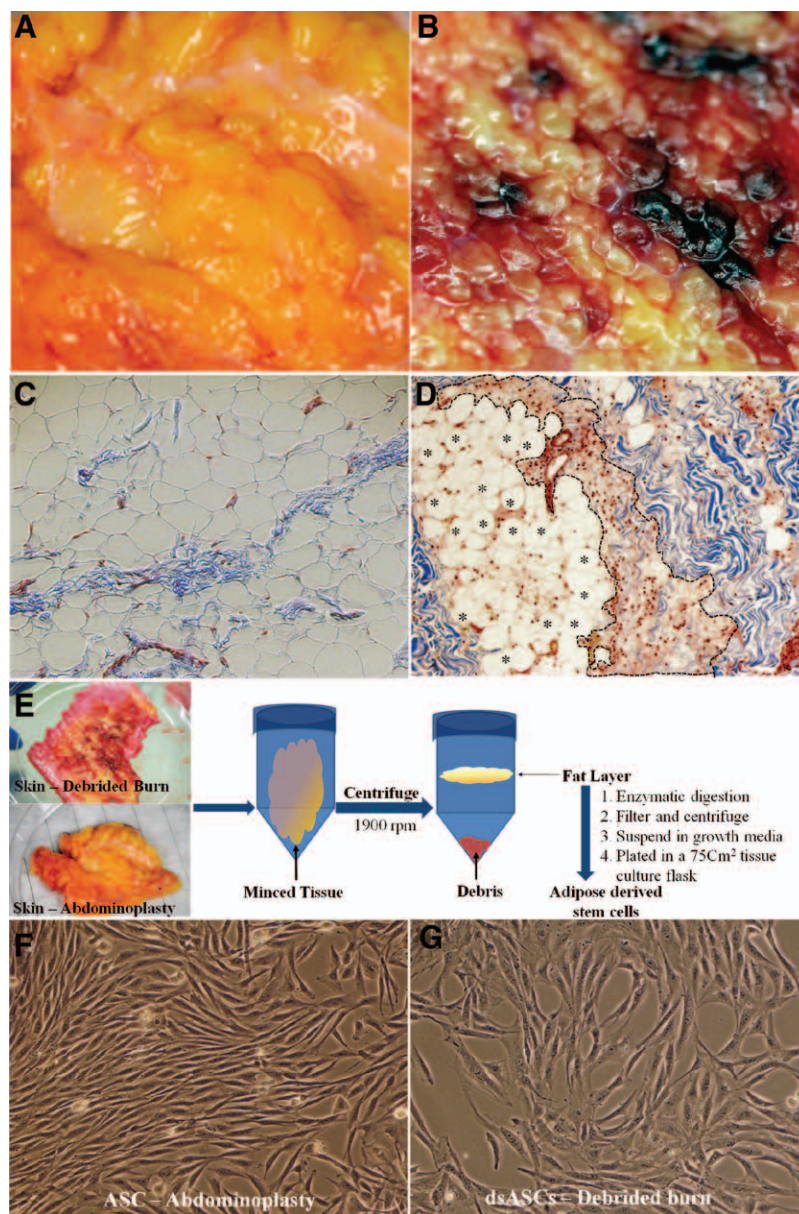 A
B
C
D
* * * * * * * * * * * * * * * * *
E
Skin – Debrided Burn
Skin – Abdominoplasty
Centrifuge
1900 rpm
Minced Tissue
Debris
Fat Layer
1. Enzymatic digestion
2. Filter and centrifuge
3. Suspend in growth media
4. Plated in a 75Cm² tissue
culture flask
Adipose derived
stem cells
F
G
ASC – Abdominoplasty
dsASCs – Debrided burn